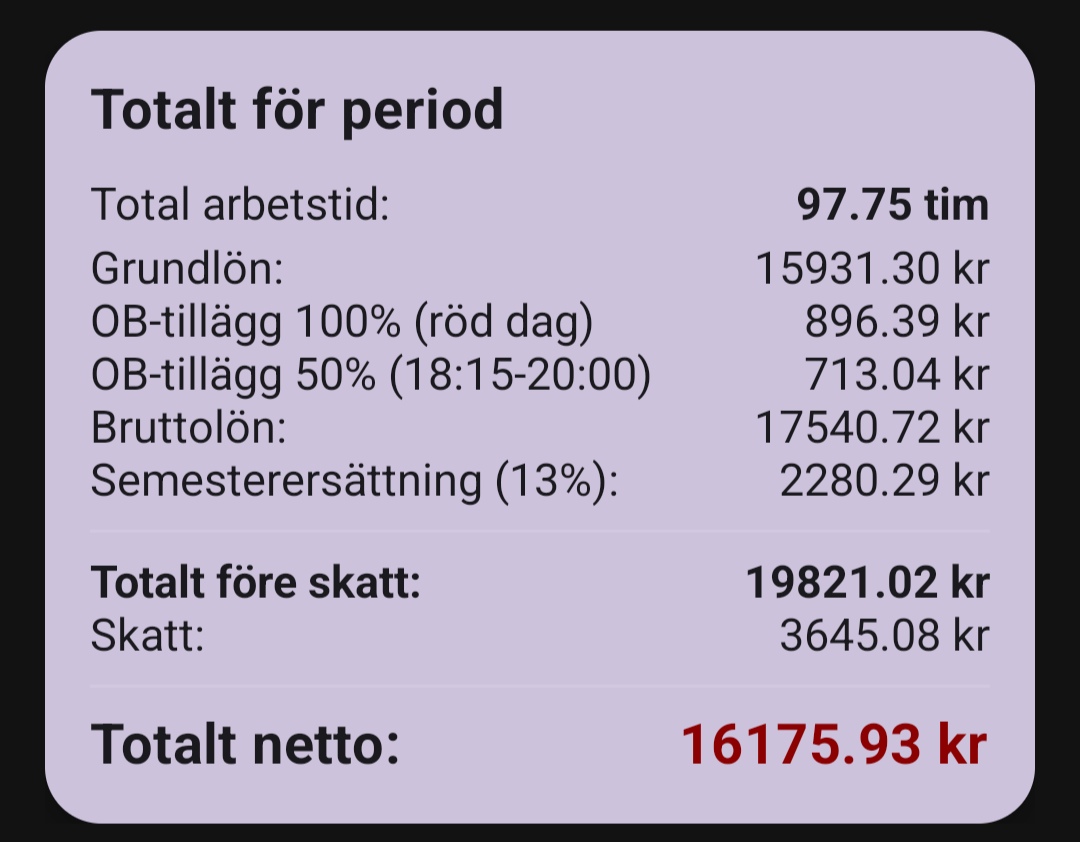 Totalt för period
Total arbetstid: 97.75 tim
Grundlön: 15931.30 kr
OB-tillägg 100% (röd dag) 896.39 kr
OB-tillägg 50% (18:15-20:00) 713.04 kr
Bruttolön: 17540.72 kr
Semesterersättning (13%): 2280.29 kr
Totalt före skatt: 19821.02 kr
Skatt: 3645.08 kr
Totalt netto: 16175.93 kr